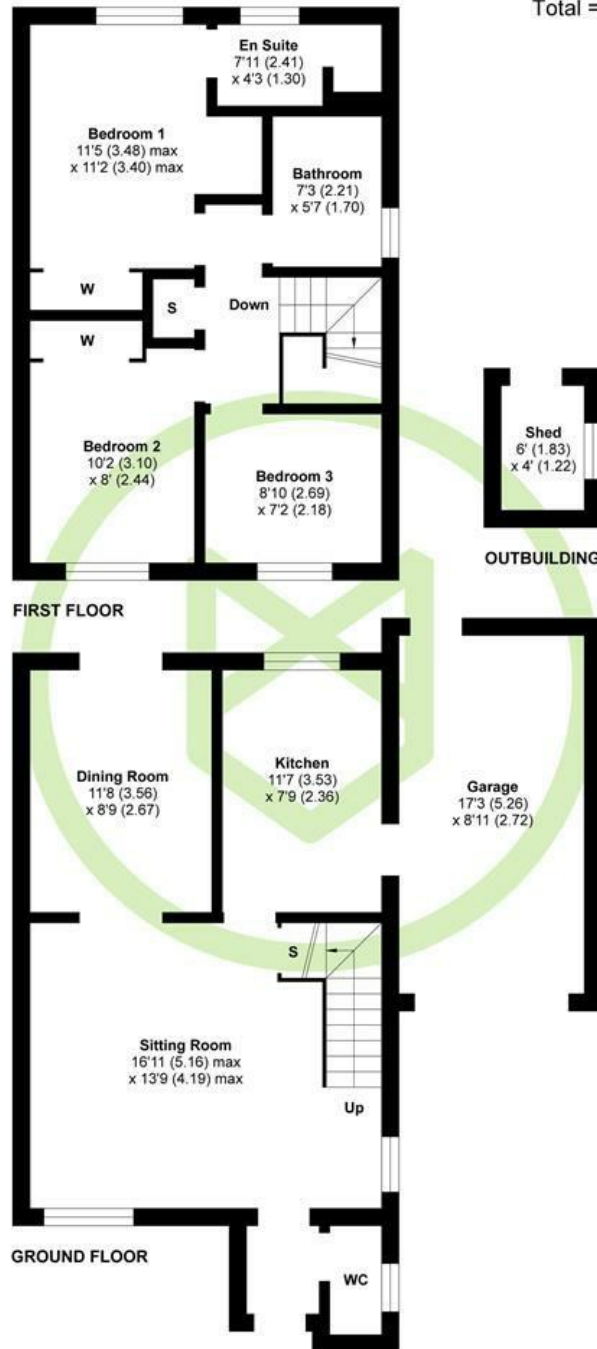 Total =
En Suite
7'11 (2.41)
x 4'3 (1.30)
Bedroom 1
11'5 (3.48) max
x 11'2 (3.40) max
Bathroom
7'3 (2.21)
x 5'7 (1.70)
W
S
Down
W
Bedroom 2
10'2 (3.10)
x 8' (2.44)
Bedroom 3
8'10 (2.69)
x 7'2 (2.18)
Shed
6' (1.83)
x 4' (1.22)
OUTBUILDING
FIRST FLOOR
Dining Room
11'8 (3.56)
x 8'9 (2.67)
Kitchen
11'7 (3.53)
x 7'9 (2.36)
Garage
17'3 (5.26)
x 8'11 (2.72)
S
Sitting Room
16'11 (5.16) max
x 13'9 (4.19) max
Up
GROUND FLOOR
WC